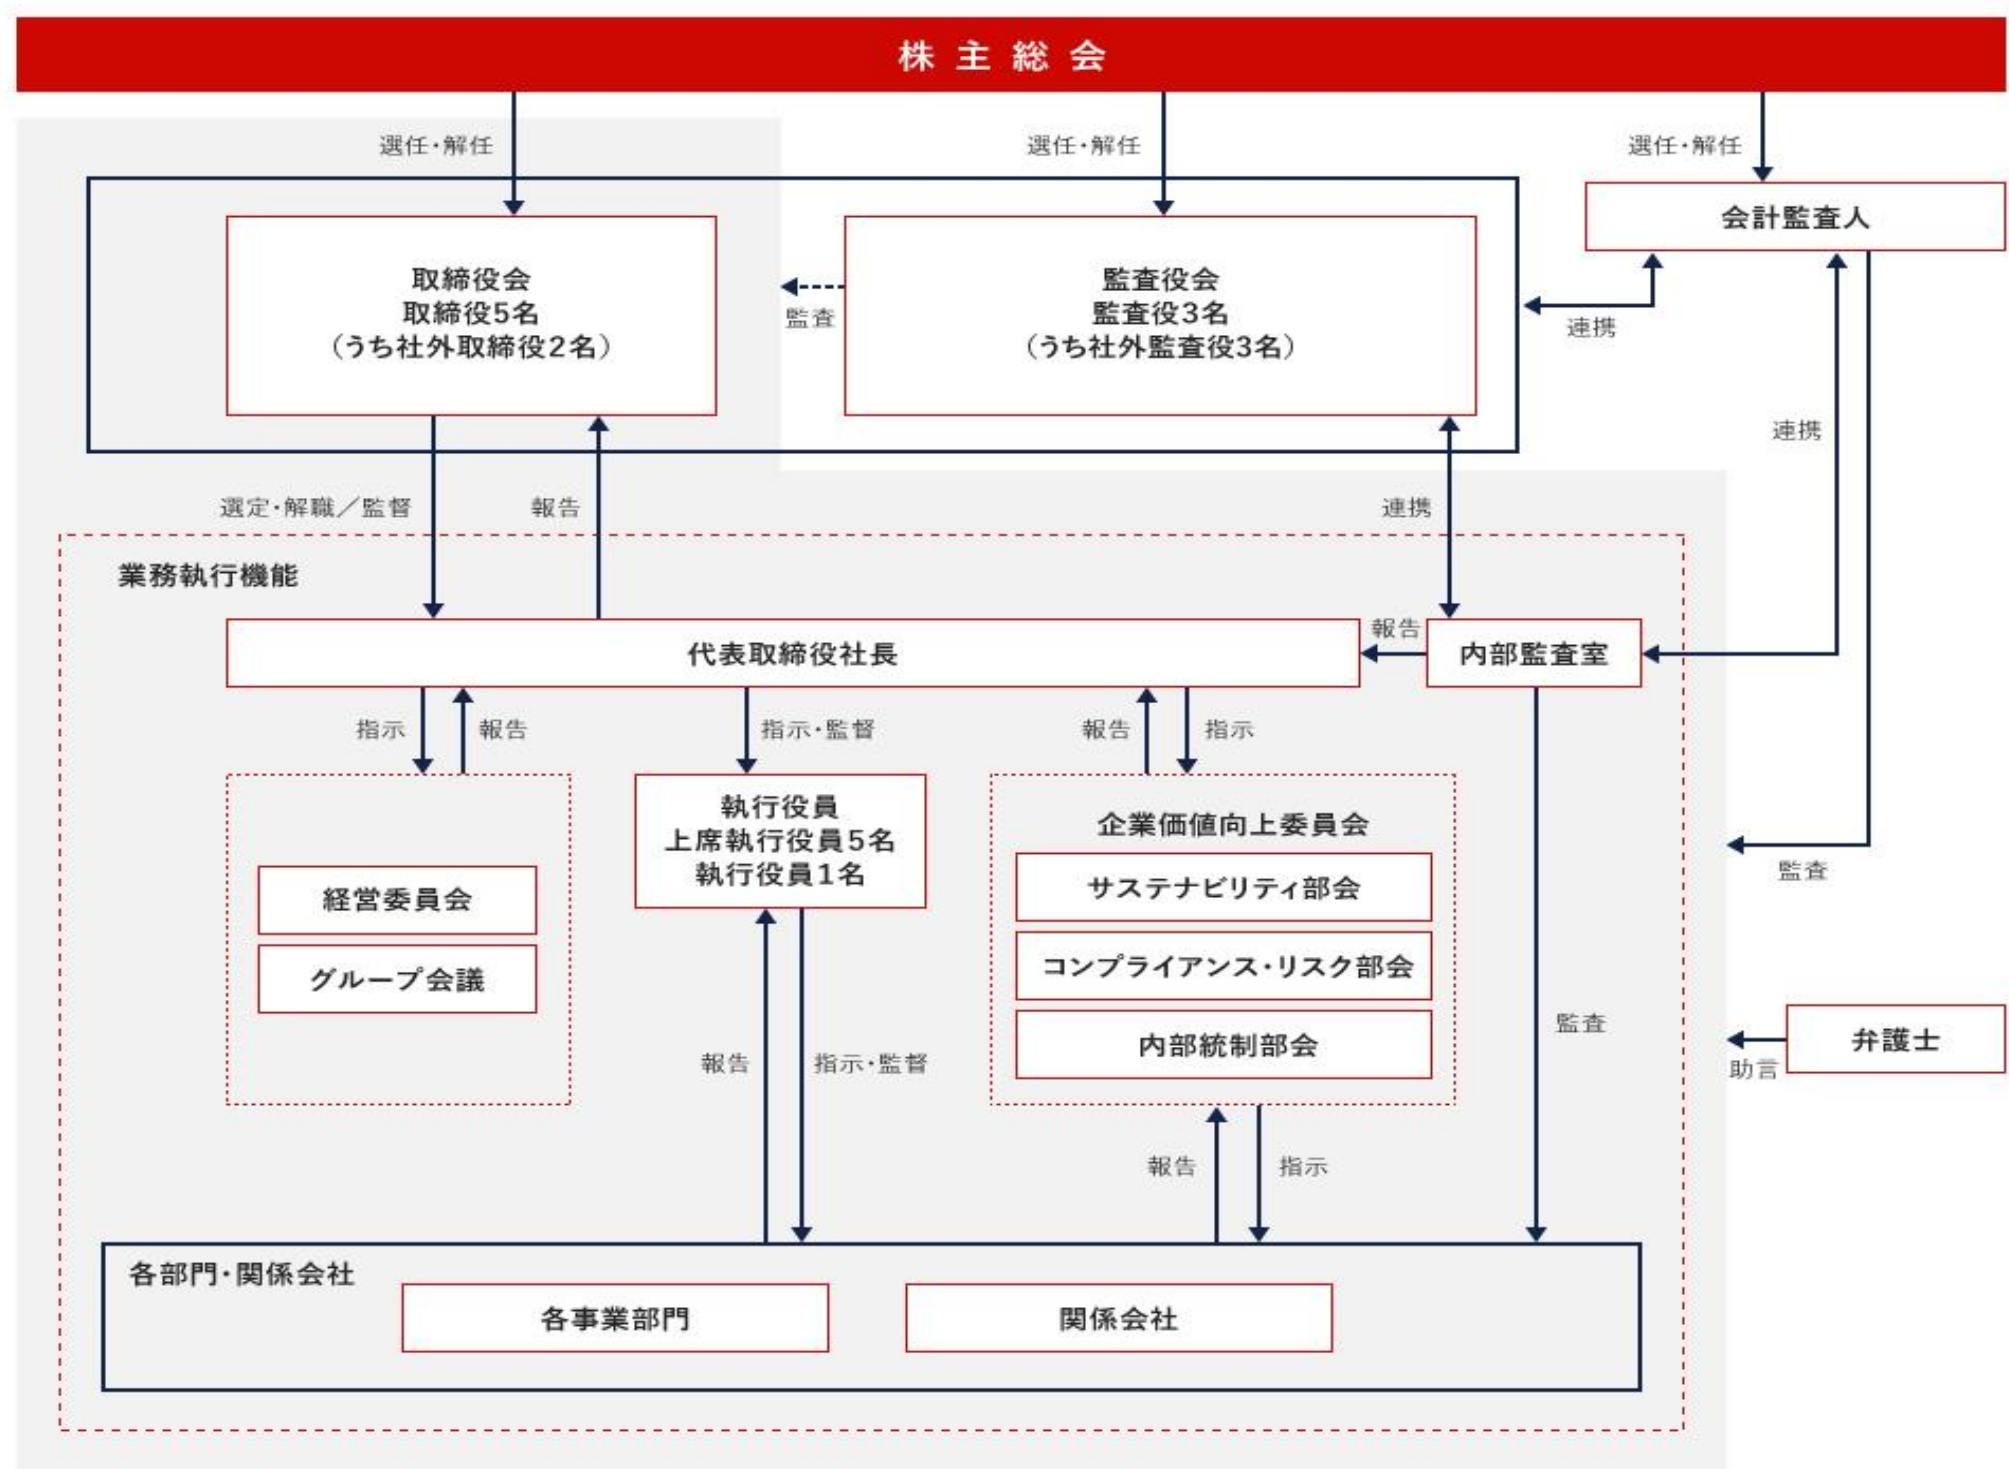 株主総会
選任・解任
選任・解任
選任・解任
会計監査人
取締役会
取締役5名
（うち社外取締役2名）
監査
監査役会
監査役3名
（うち社外監査役3名）
連携
連携
選定・解職／監督
報告
連携
業務執行機能
代表取締役社長
報告
内部監査室
指示
報告
指示・監督
報告
指示
経営委員会
グループ会議
執行役員
上席執行役員5名
執行役員1名
企業価値向上委員会
サステナビリティ部会
コンプライアンス・リスク部会
内部統制部会
監査
監査
弁護士
助言
報告
指示・監督
報告
指示
各部門・関係会社
各事業部門
関係会社